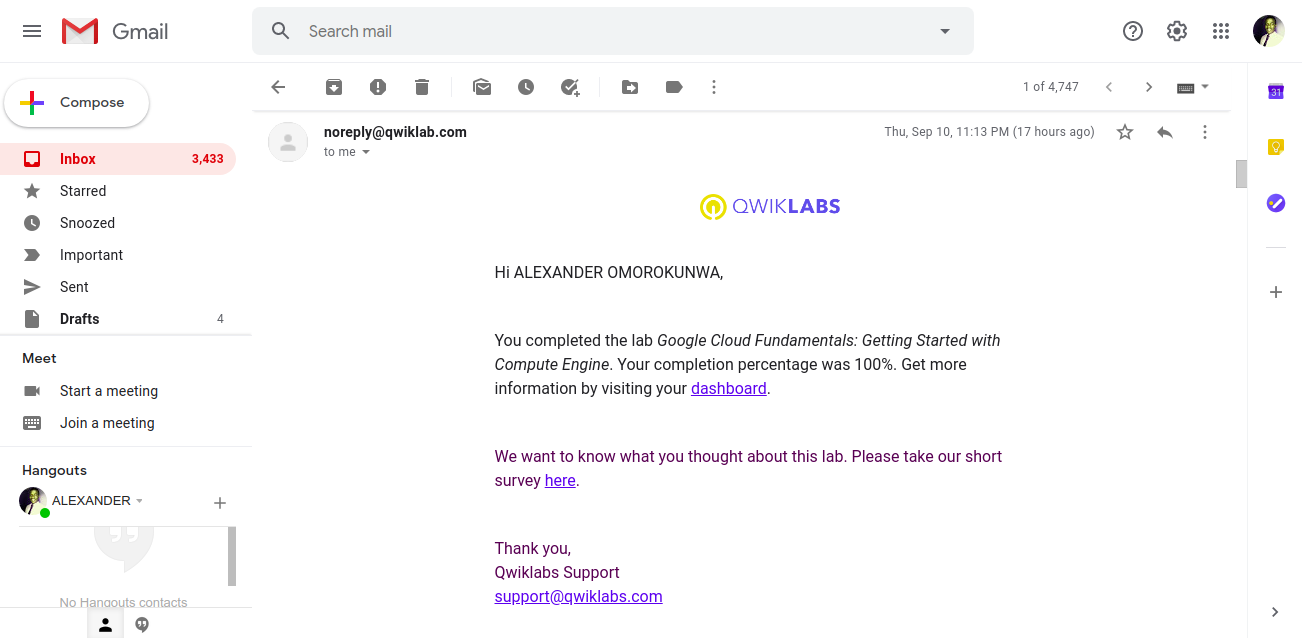 Gmail
Search mail
Compose
1 of 4,747
31
noreply@qwiklab.com
Thu, Sep 10, 11:13 PM (17 hours ago)
to me
Inbox 3,433
Starred
Snoozed
Important
Sent
Drafts 4
Meet
Start a meeting
Join a meeting
Hangouts
ALEXANDER
No Hangouts contacts
QWIKLABS
Hi ALEXANDER OMOROKUNWA,
You completed the lab Google Cloud Fundamentals: Getting Started with
Compute Engine. Your completion percentage was 100%. Get more
information by visiting your dashboard.
We want to know what you thought about this lab. Please take our short
survey here.
Thank you,
Qwiklabs Support
support@qwiklabs.com